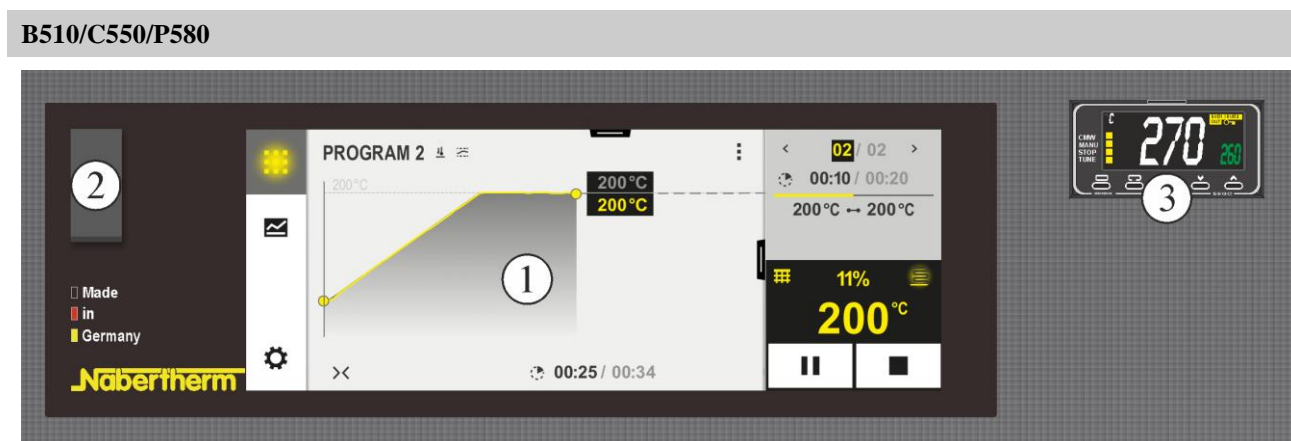 B510/C550/P580
PROGRAM 2
200°C
200°C
200°C
02 / 02
00:10 / 00:20
200°C 200°C
11%
200°C
00:25 / 00:34
1
2
Made
in
Germany
Nabertherm
C
270
260
CMW
MANU
STOP
TUNE
3